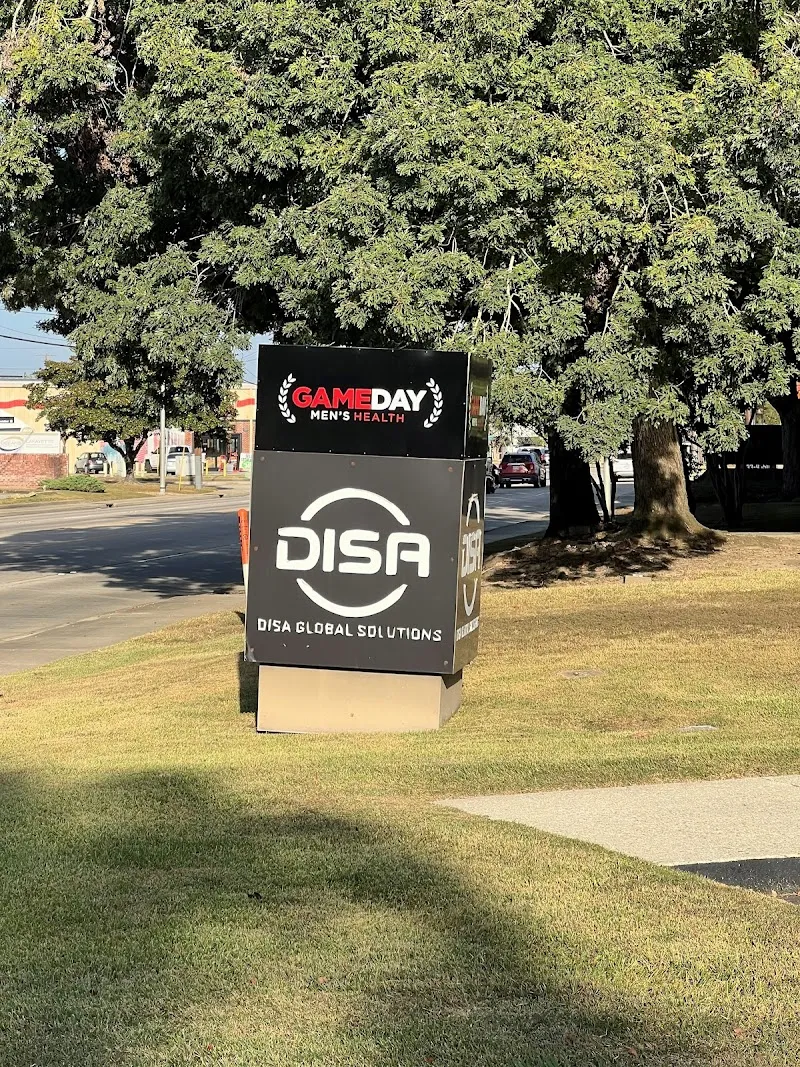 GAMEDAY
MEN'S HEALTH
DISA
DISA GLOBAL SOLUTIONS